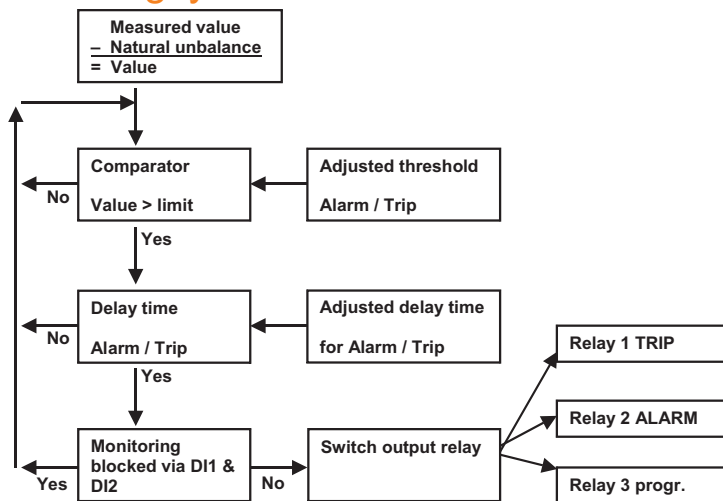 Measured value
– Natural unbalance
= Value
Comparator
Value > limit
Adjusted threshold
Alarm / Trip
No
Yes
Delay time
Alarm / Trip
Adjusted delay time
for Alarm / Trip
No
Yes
Relay 1 TRIP
Relay 2 ALARM
Relay 3 progr.
Monitoring
blocked via DI1 &
DI2
Switch output relay
Yes
No